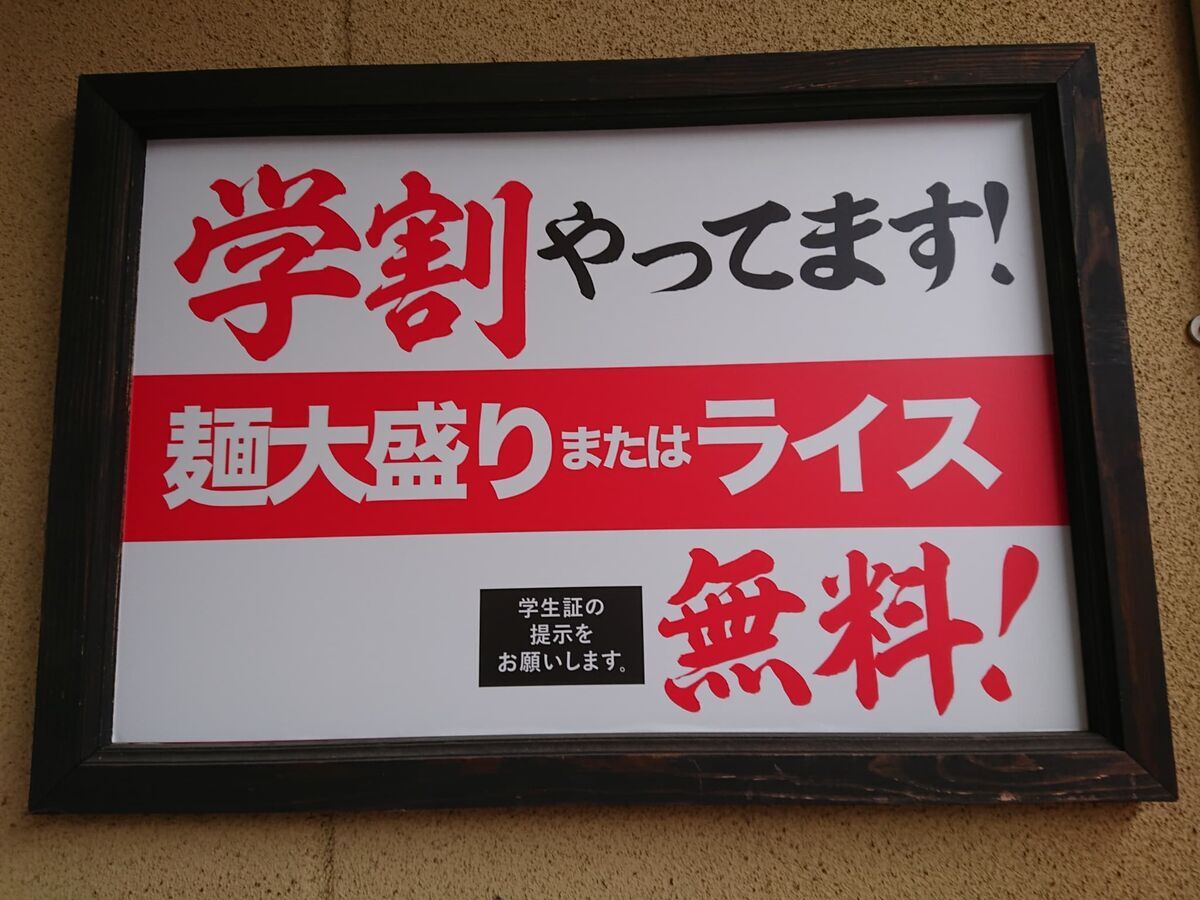 学割やってます!
麺大盛りまたはライス
学生証の
提示を
お願いします。
無料!